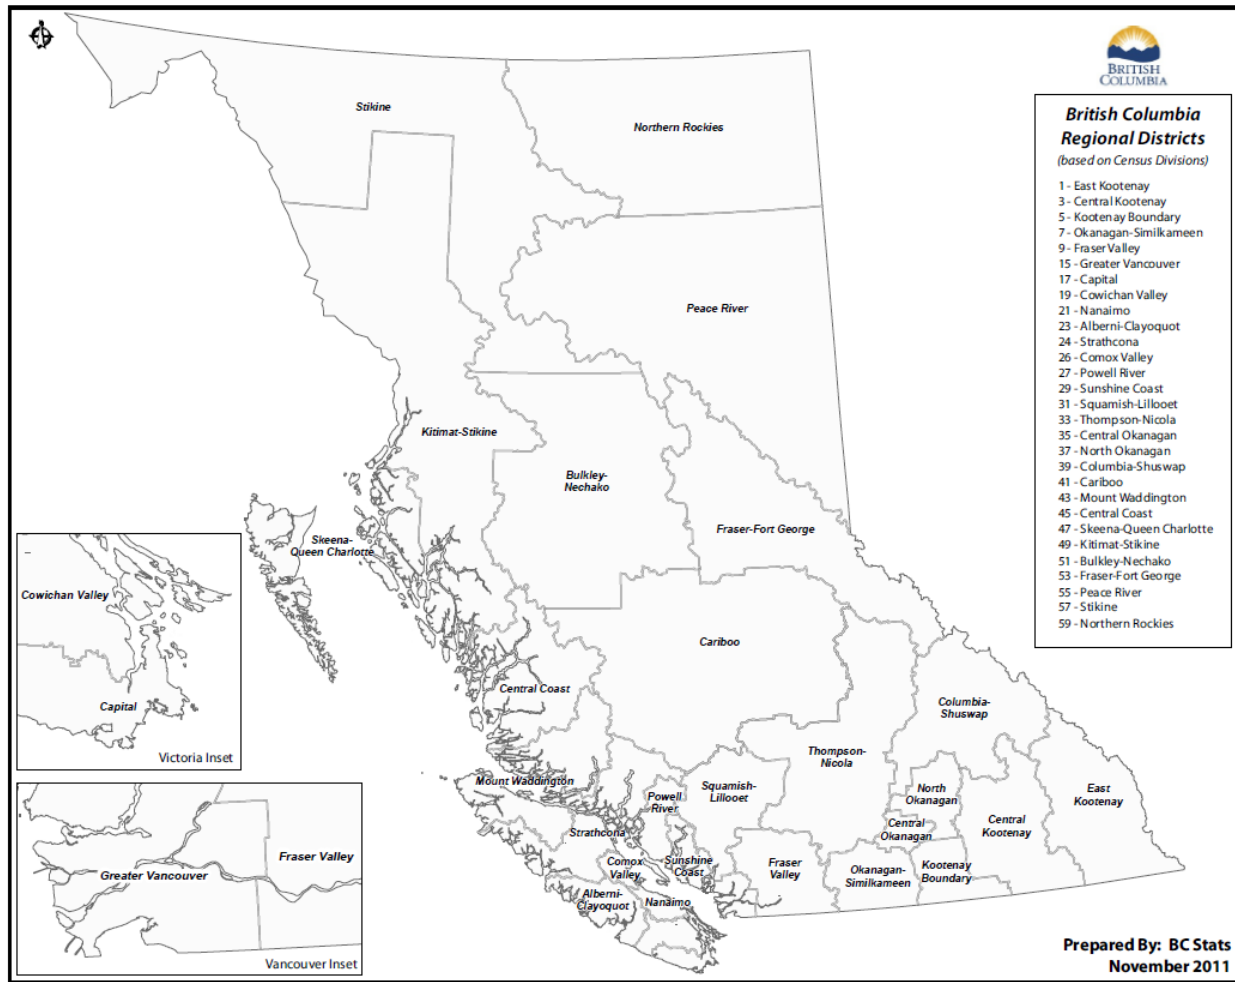 BRITISH
COLUMBIA
British Columbia
Regional Districts
(based on Census Divisions)
1 - East Kootenay
3 - Central Kootenay
5 - Kootenay Boundary
7 - Okanagan-Similkameen
9 - Fraser Valley
15 - Greater Vancouver
17 - Capital
19 - Cowichan Valley
21 - Nanaimo
23 - Alberni-Clayoquot
24 - Strathcona
26 - Comox Valley
27 - Powell River
29 - Sunshine Coast
31 - Squamish-Lillooet
33 - Thompson-Nicola
35 - Central Okanagan
37 - North Okanagan
39 - Columbia-Shuswap
41 - Cariboo
43 - Mount Waddington
45 - Central Coast
47 - Skeena-Queen Charlotte
49 - Kitimat-Stikine
51 - Bulkley-Nechako
53 - Fraser-Fort George
55 - Peace River
57 - Stikine
59 - Northern Rockies
Stikine
Northern Rockies
Peace River
Kitimat-Stikine
Bulkley-
Nechako
Fraser-Fort George
Skeena-
Queen Charlotte
Cariboo
Central Coast
Columbia-
Shuswap
Thompson-
Nicola
Mount Waddington
Squamish-
Lillooet
Powell
River
North
Okanagan
East
Kootenay
Central
Kootenay
Central
Okanagan
Strathcona
Comox
Valley
Sunshine
Coast
Fraser
Valley
Okanagan-
Similkameen
Kootenay
Boundary
Alberni-
Clayoquot
Nanaimo
Cowichan Valley
Capital
Victoria Inset
Fraser Valley
Greater Vancouver
Vancouver Inset
Prepared By: BC Stats
November 2011